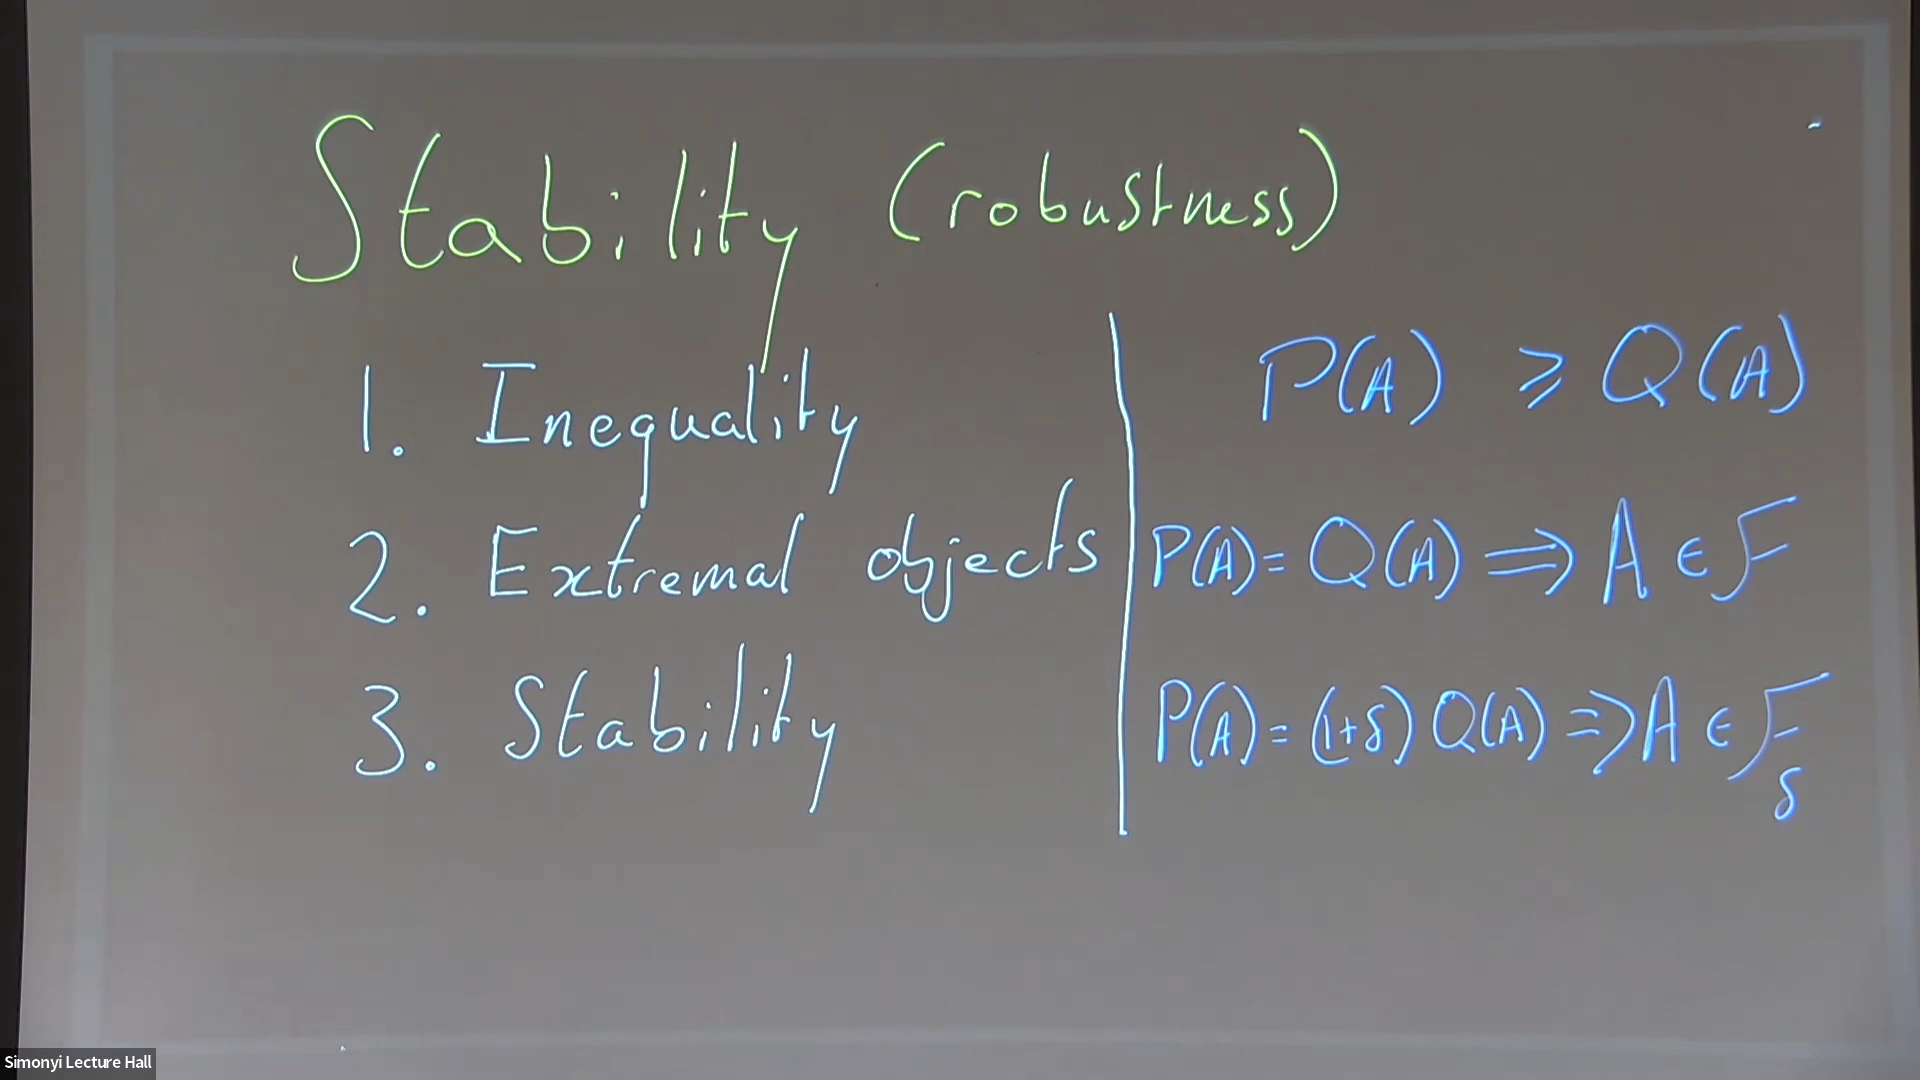 Stability (robustness)
1. Inequality
P(A) ⩾ Q(A)
2. Extremal objects
P(A) = Q(A) ⟹ A ∈ F
3. Stability
P(A) = (1+δ) Q(A) ⟹ A ∈ F_δ
Simonyi Lecture Hall